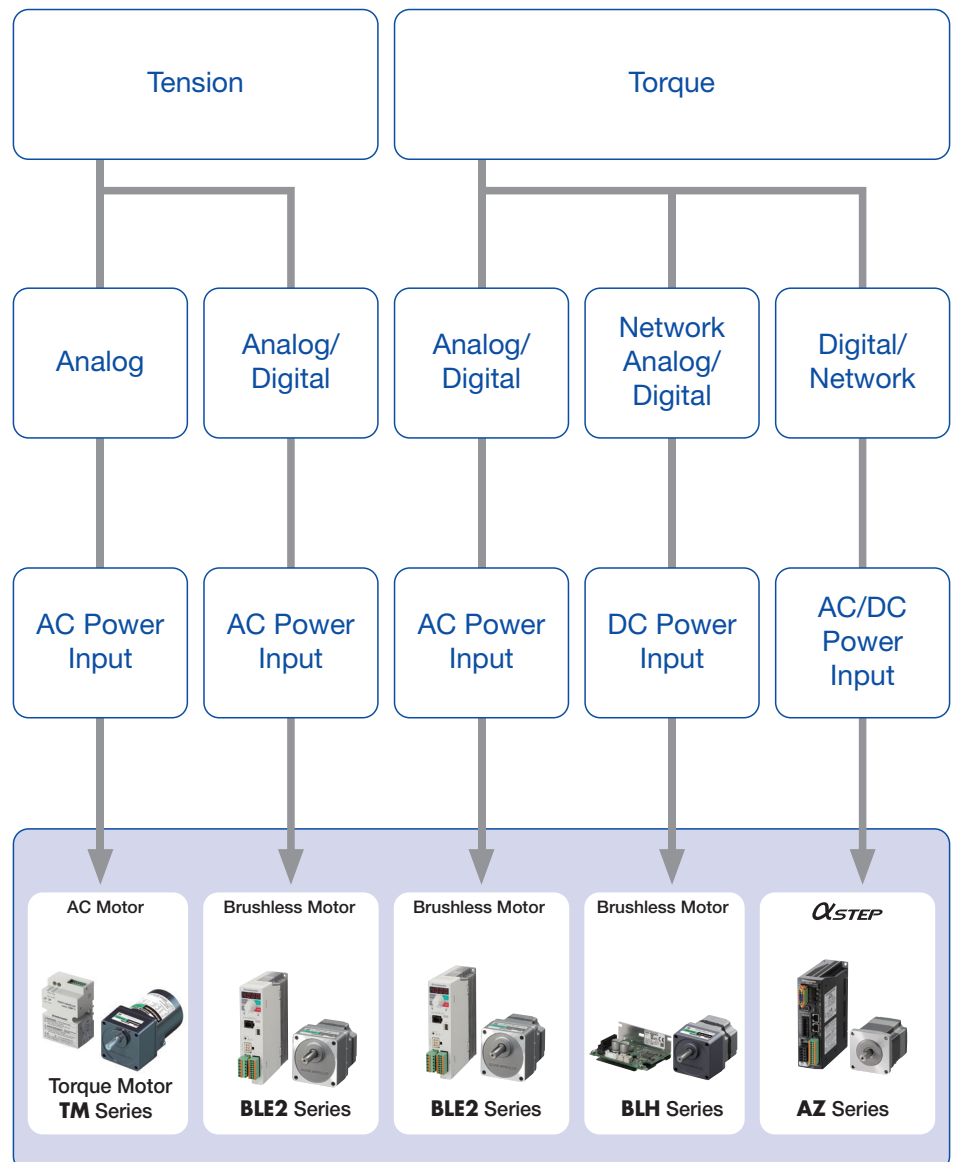 Tension
Torque
Analog
Analog/
Digital
Analog/
Digital
Network
Analog/
Digital
Digital/
Network
AC Power
Input
AC Power
Input
AC Power
Input
DC Power
Input
AC/DC
Power
Input
AC Motor
Torque Motor
TM Series
Brushless Motor
BLE2 Series
Brushless Motor
BLE2 Series
Brushless Motor
BLH Series
αSTEP
AZ Series